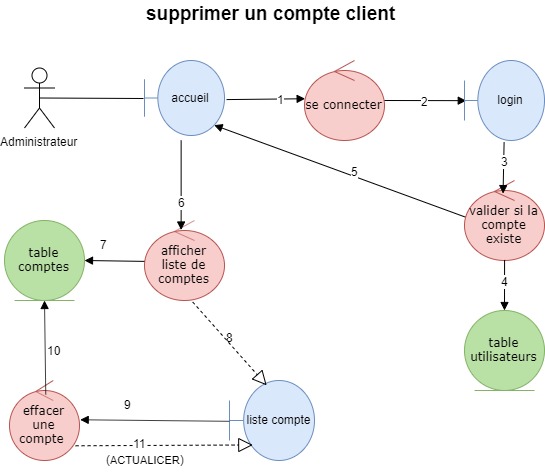 supprimer un compte client
accueil
1
se connecter
2
login
Administrateur
3
5
valider si la
compte
existe
6
7
table
comptes
afficher
liste de
comptes
4
8
table
utilisateurs
10
9
effacer
une
compte
liste compte
11
(ACTUALICER)